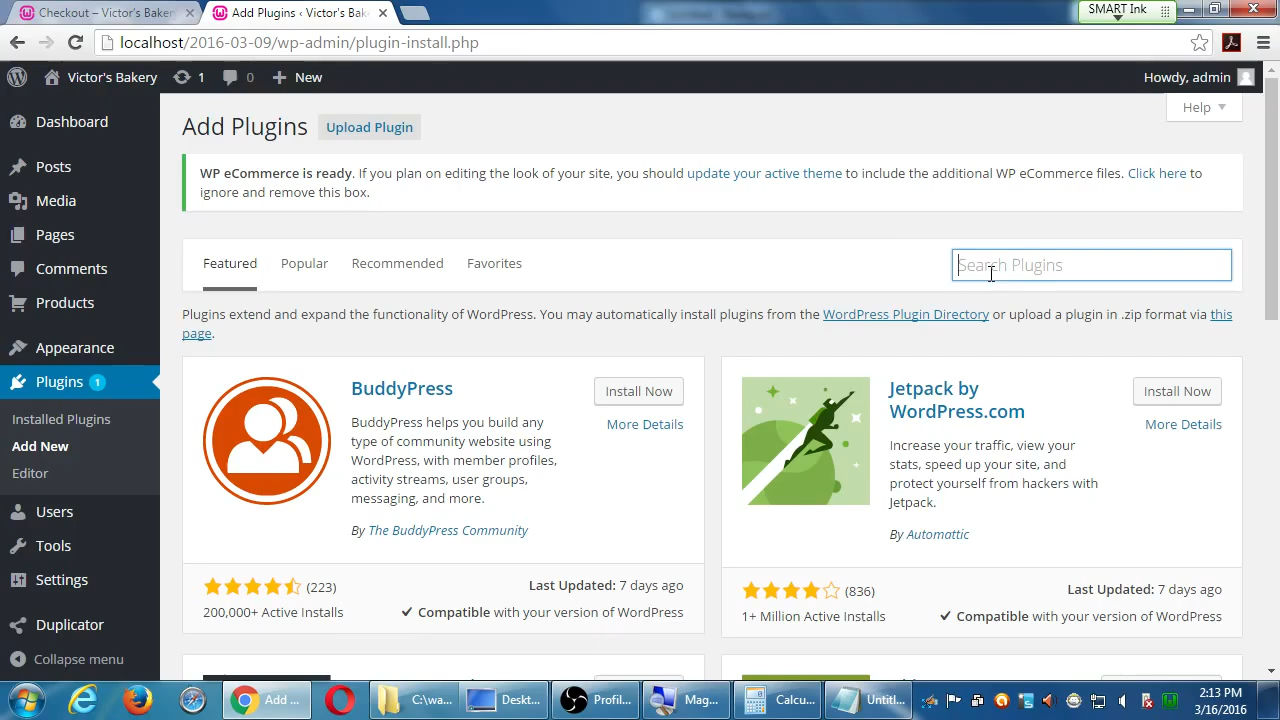 Checkout – Victor's Baker
Add Plugins ‹ Victor's Bak
SMART Ink
localhost/2016-03-09/wp-admin/plugin-install.php
Victor's Bakery
1
0
New
Howdy, admin
Dashboard
Posts
Media
Pages
Comments
Products
Appearance
Plugins 1
Installed Plugins
Add New
Editor
Users
Tools
Settings
Duplicator
Collapse menu
Add Plugins
Upload Plugin
Help
WP eCommerce is ready. If you plan on editing the look of your site, you should update your active theme to include the additional WP eCommerce files. Click here to
ignore and remove this box.
Featured
Popular
Recommended
Favorites
Search Plugins
Plugins extend and expand the functionality of WordPress. You may automatically install plugins from the WordPress Plugin Directory or upload a plugin in .zip format via this
page.
BuddyPress
Install Now
More Details
BuddyPress helps you build any
type of community website using
WordPress, with member profiles,
activity streams, user groups,
messaging, and more.
By The BuddyPress Community
(223)
Last Updated: 7 days ago
200,000+ Active Installs
Compatible with your version of WordPress
Jetpack by
WordPress.com
Install Now
More Details
Increase your traffic, view your
stats, speed up your site, and
protect yourself from hackers with
Jetpack.
By Automattic
(836)
Last Updated: 7 days ago
1+ Million Active Installs
Compatible with your version of WordPress
Add ...
C:\wa...
Deskt...
Profil...
Mag...
Calcu...
Untitl...
2:13 PM
3/16/2016